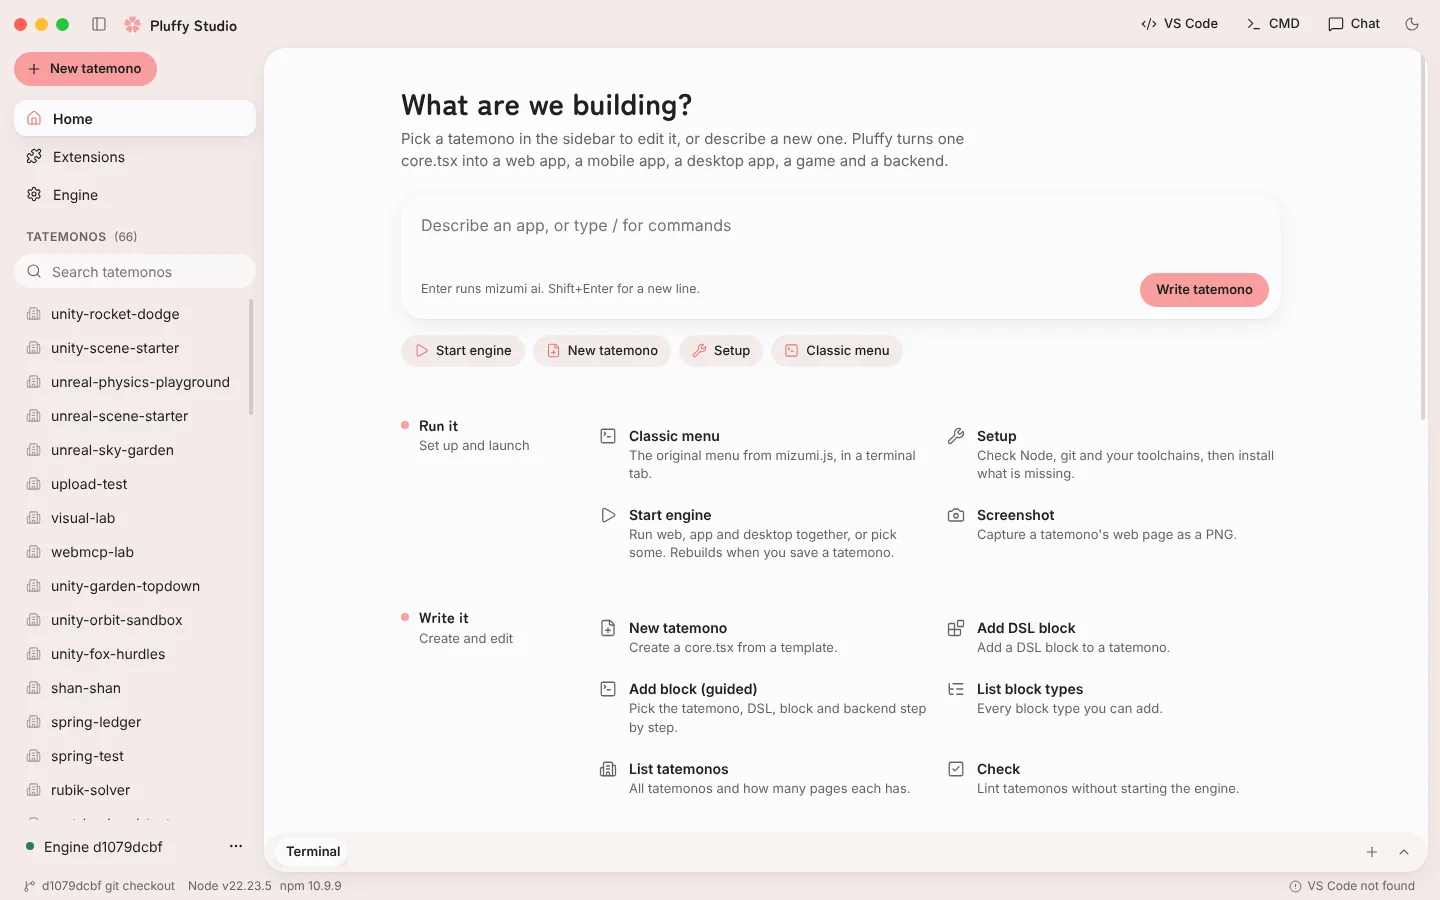 Pluffy Studio
VS Code
CMD
Chat
New tatemono
Home
Extensions
Engine
TATEMONOS (66)
Search tatemonos
unity-rocket-dodge
unity-scene-starter
unreal-physics-playground
unreal-scene-starter
unreal-sky-garden
upload-test
visual-lab
webmcp-lab
unity-garden-topdown
unity-orbit-sandbox
unity-fox-hurdles
shan-shan
spring-ledger
spring-test
rubik-solver
Engine d1079dcbf
What are we building?
Pick a tatemono in the sidebar to edit it, or describe a new one. Pluffy turns one
core.tsx into a web app, a mobile app, a desktop app, a game and a backend.
Describe an app, or type / for commands
Enter runs mizumi ai. Shift+Enter for a new line.
Write tatemono
Start engine
New tatemono
Setup
Classic menu
Run it
Set up and launch
Classic menu
The original menu from mizumi.js, in a terminal
tab.
Setup
Check Node, git and your toolchains, then install
what is missing.
Start engine
Run web, app and desktop together, or pick
some. Rebuilds when you save a tatemono.
Screenshot
Capture a tatemono's web page as a PNG.
Write it
Create and edit
New tatemono
Create a core.tsx from a template.
Add DSL block
Add a DSL block to a tatemono.
Add block (guided)
Pick the tatemono, DSL, block and backend step
by step.
List block types
Every block type you can add.
List tatemonos
All tatemonos and how many pages each has.
Check
Lint tatemonos without starting the engine.
Terminal
d1079dcbf git checkout
Node v22.23.5
npm 10.9.9
VS Code not found